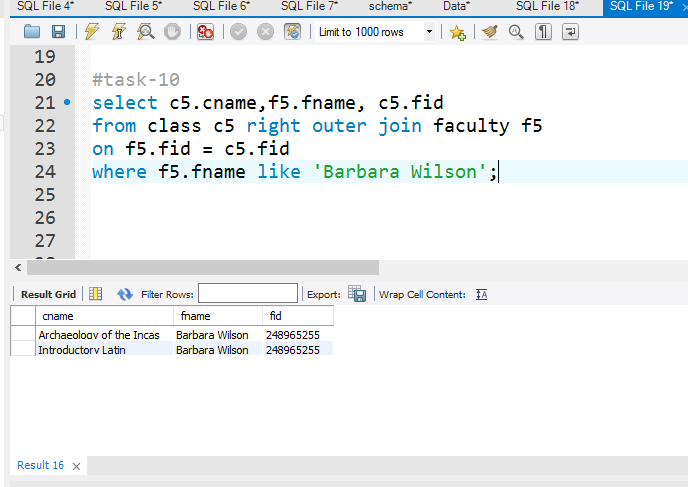 SQL File 4* SQL File 5* SQL File 6* SQL File 7* schema* Data* SQL File 18* SQL File 19*
Limit to 1000 rows
19
20 #task-10
21 select c5.cname,f5.fname, c5.fid
22 from class c5 right outer join faculty f5
23 on f5.fid = c5.fid
24 where f5.fname like 'Barbara Wilson';
25
26
27
Result Grid Filter Rows: Export: Wrap Cell Content:
cname fname fid
Archaeology of the Incas Barbara Wilson 248965255
Introductory Latin Barbara Wilson 248965255
Result 16